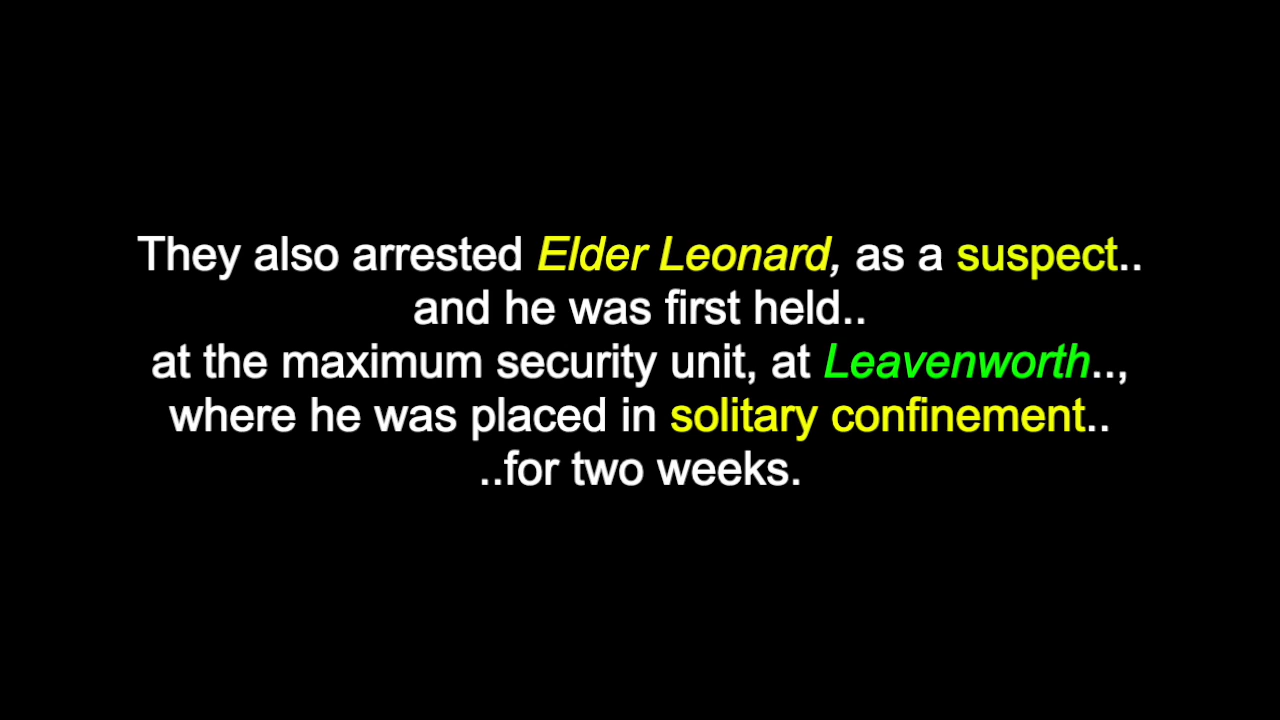 They also arrested Elder Leonard, as a suspect..
and he was first held..
at the maximum security unit, at Leavenworth..,
where he was placed in solitary confinement..
..for two weeks.